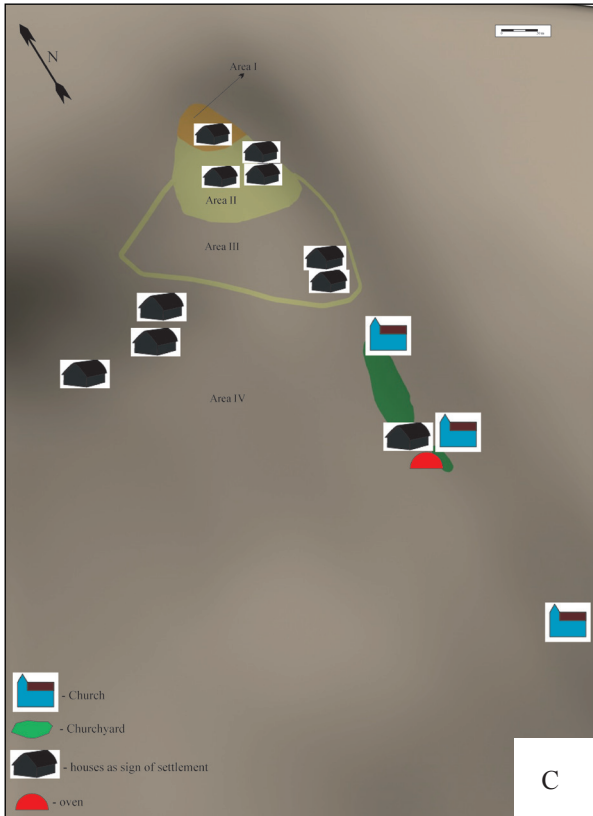 N
Area I
Area II
Area III
Area IV
- Church
- Churchyard
- houses as sign of settlement
- oven
C